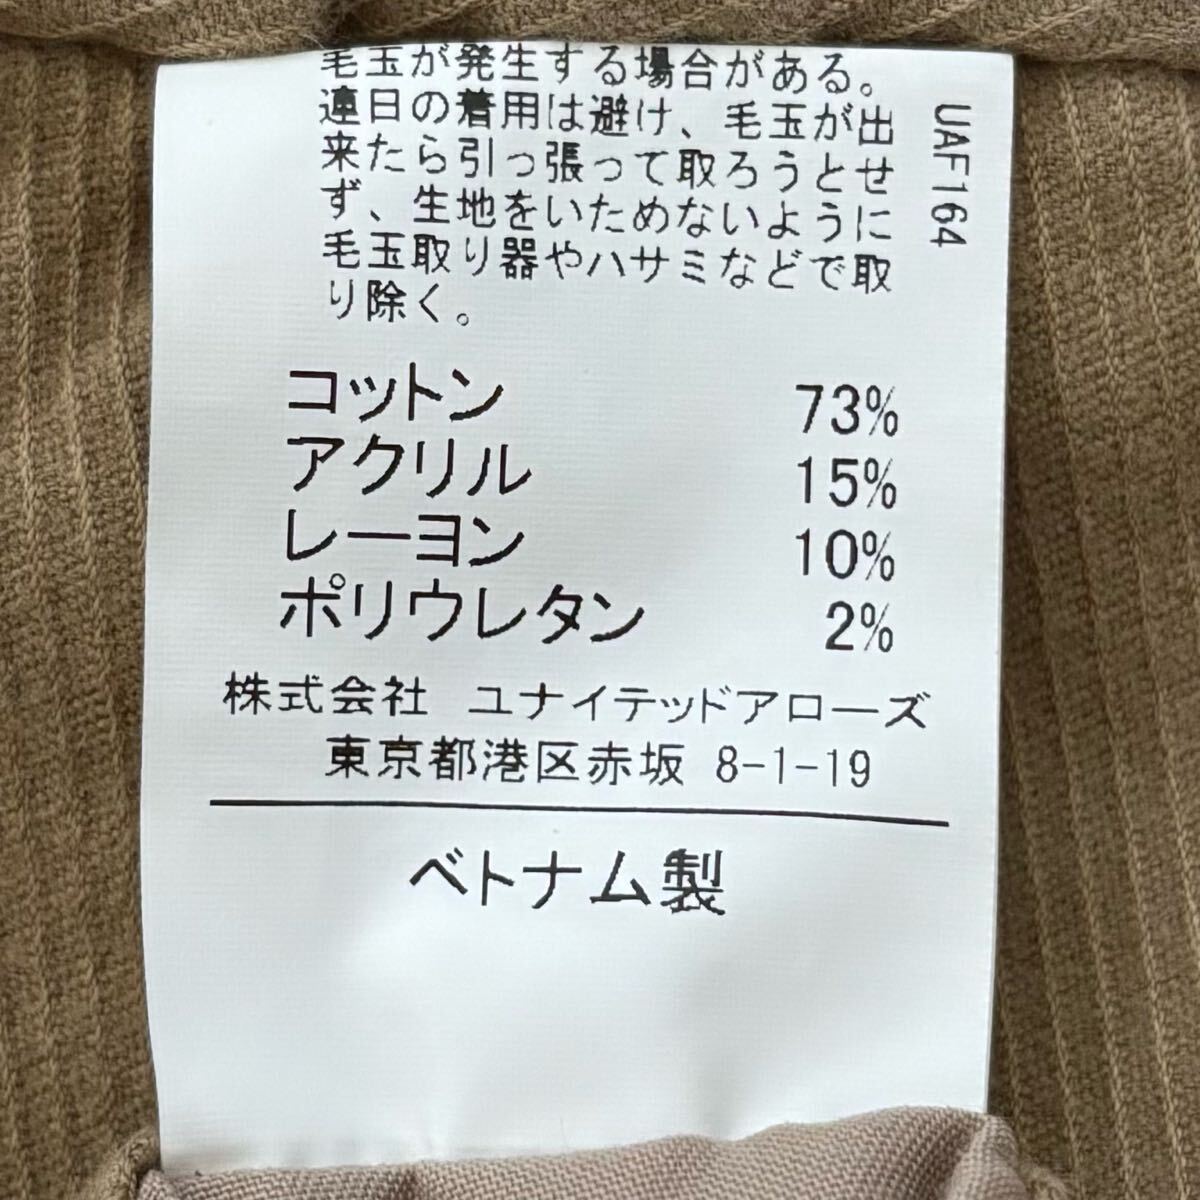 毛玉が発生する場合がある。
連日の着用は避け、毛玉が出
来たら引っ張って取ろうとせ
ず、生地をいためないように
毛玉取り器やハサミなどで取
り除く。
UAF164
コットン 73%
アクリル 15%
レーヨン 10%
ポリウレタン 2%
株式会社 ユナイテッドアローズ
東京都港区赤坂 8-1-19
ベトナム製